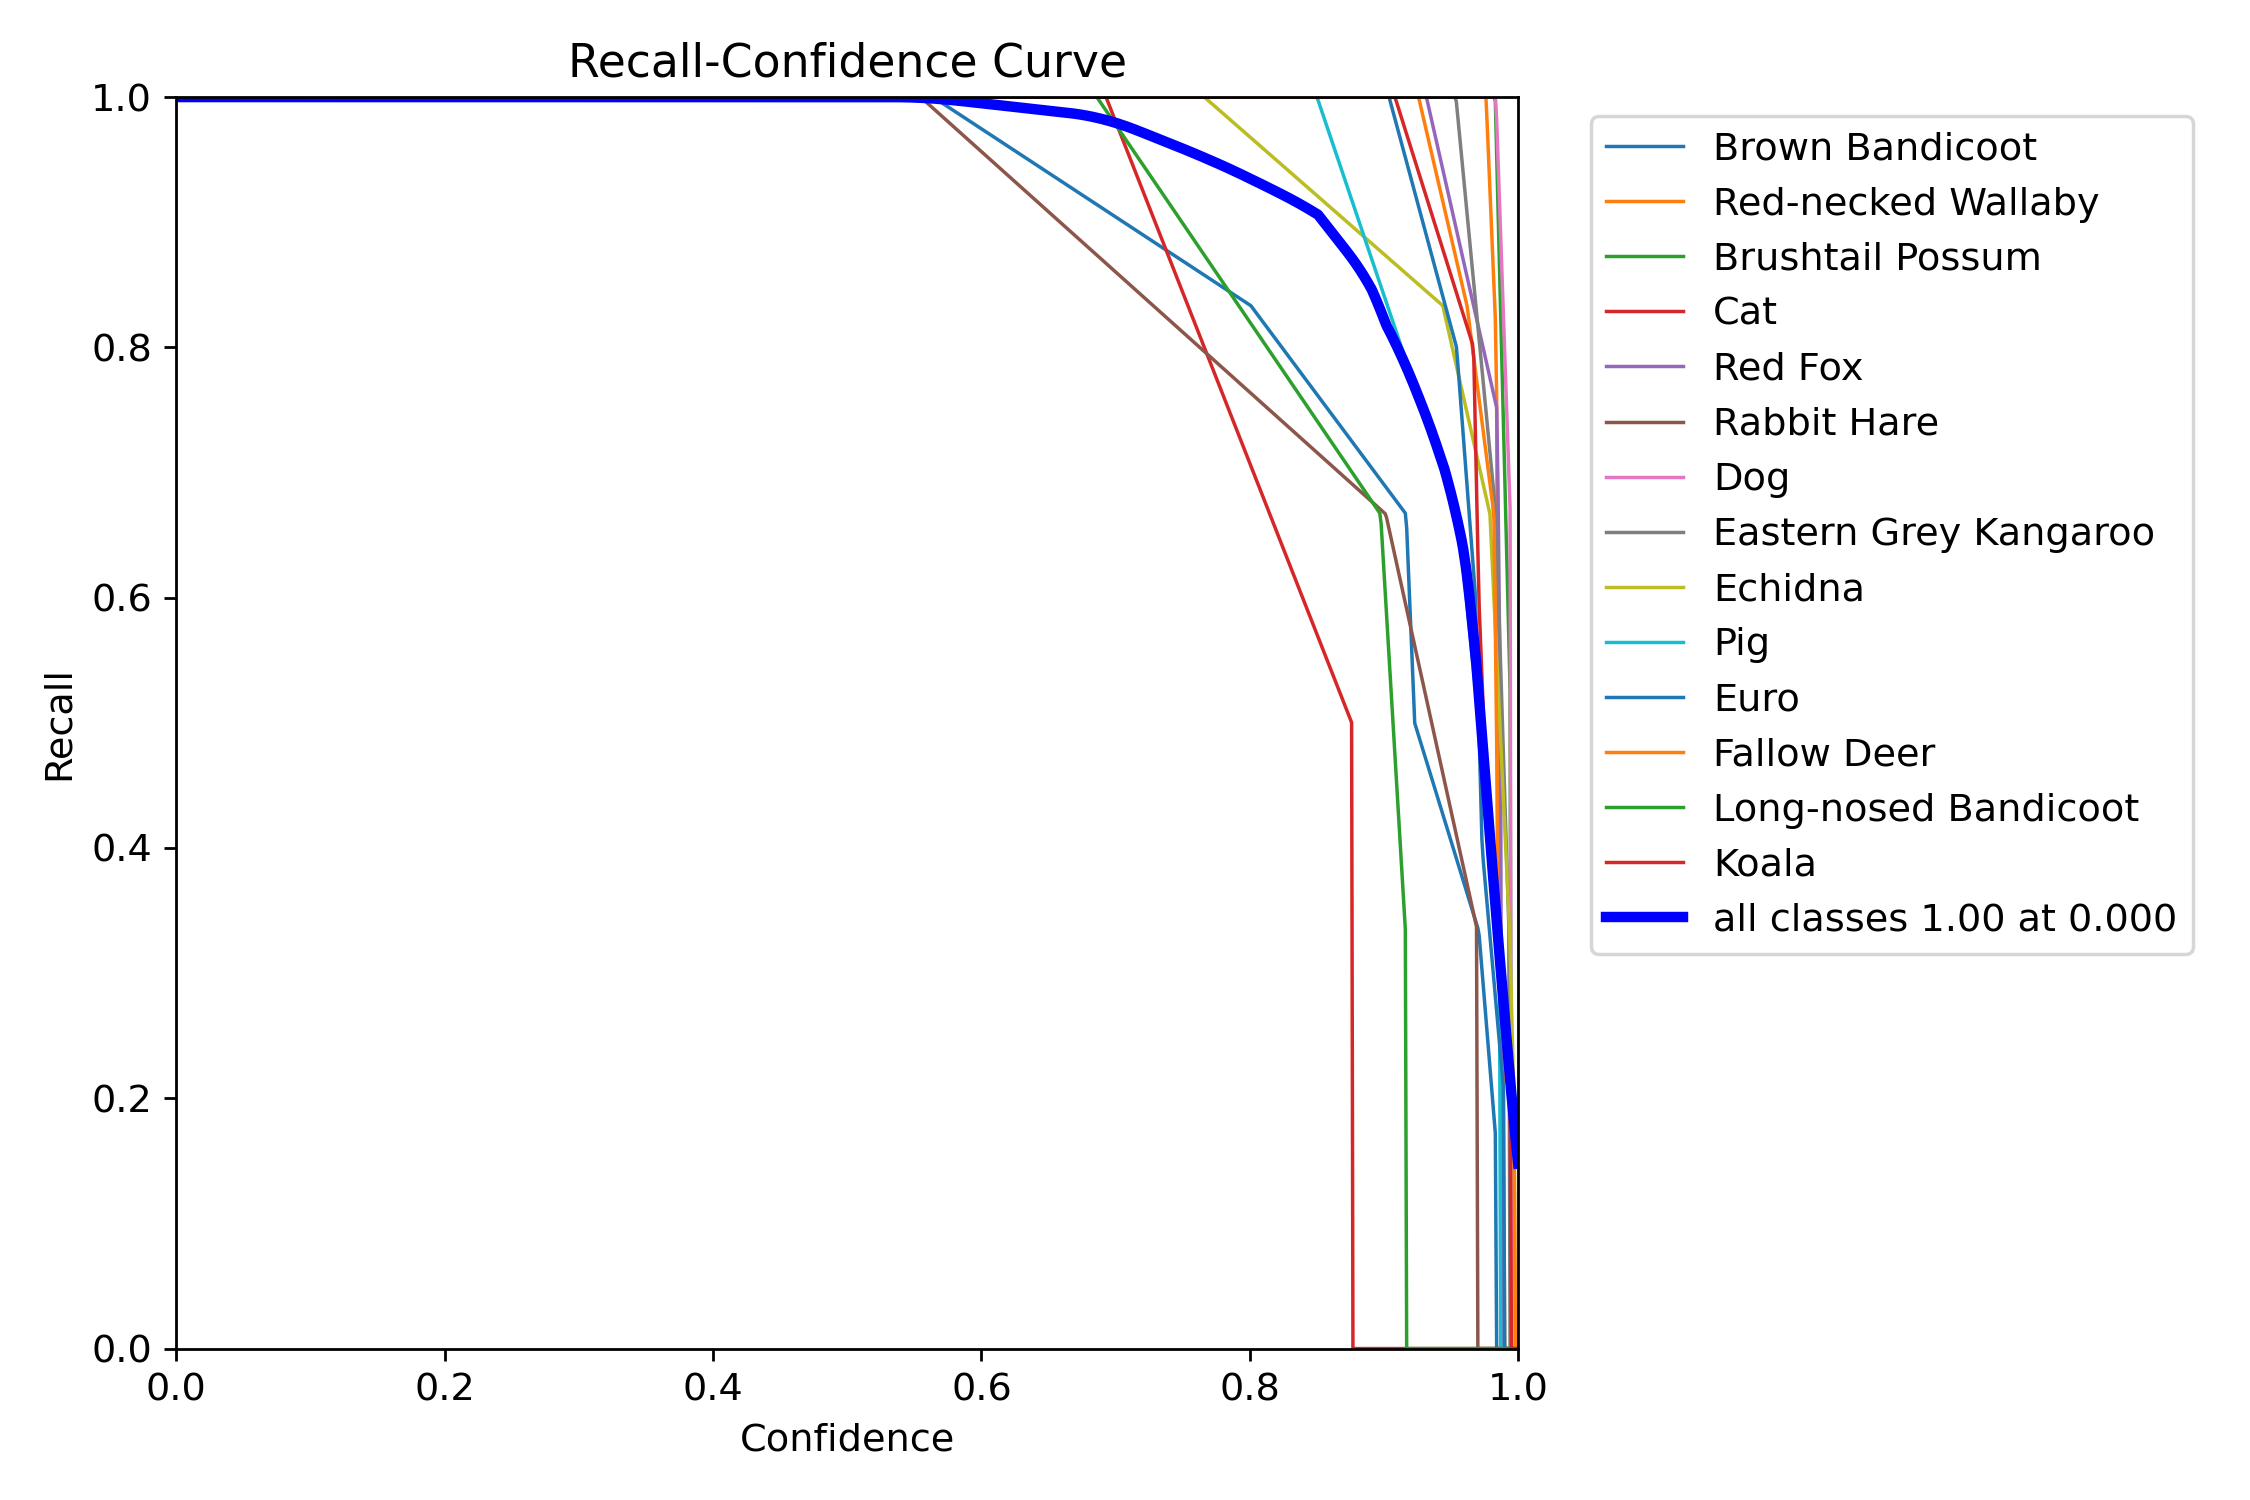 Recall-Confidence Curve
1.0
0.8
0.6
0.4
0.2
0.0
Recall
0.0 0.2 0.4 0.6 0.8 1.0
Confidence
Brown Bandicoot
Red-necked Wallaby
Brushtail Possum
Cat
Red Fox
Rabbit Hare
Dog
Eastern Grey Kangaroo
Echidna
Pig
Euro
Fallow Deer
Long-nosed Bandicoot
Koala
all classes 1.00 at 0.000